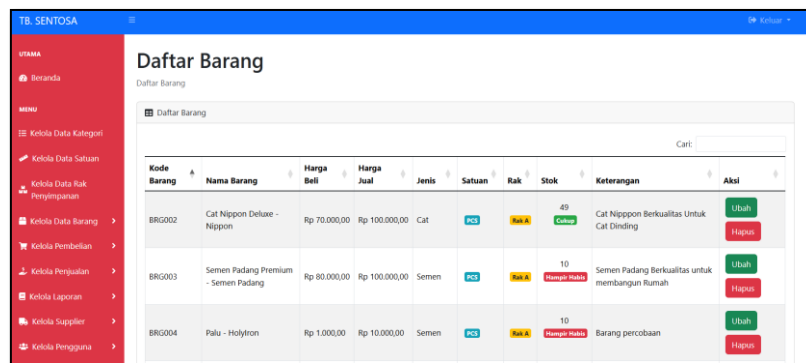 TB. SENTOSA
Keluar
UTAMA
Beranda
MENU
Kelola Data Kategori
Kelola Data Satuan
Kelola Data Rak
Penyimpanan
Kelola Data Barang
Kelola Pembelian
Kelola Penjualan
Kelola Laporan
Kelola Supplier
Kelola Pengguna
Daftar Barang
Daftar Barang
Daftar Barang
Cari:
Kode Barang Nama Barang Harga Beli Harga Jual Jenis Satuan Rak Stok Keterangan Aksi
BRG002 Cat Nippon Deluxe - Nippon Rp 70.000,00 Rp 100.000,00 Cat PCS Rak A 49 Cukup Cat Nipppon Berkualitas Untuk Cat Dinding Ubah Hapus
BRG003 Semen Padang Premium - Semen Padang Rp 80.000,00 Rp 100.000,00 Semen PCS Rak A 10 Hampir Habis Semen Padang Berkualitas untuk membangun Rumah Ubah Hapus
BRG004 Palu - Holytron Rp 1.000,00 Rp 10.000,00 Semen PCS Rak A 10 Hampir Habis Barang percobaan Ubah Hapus